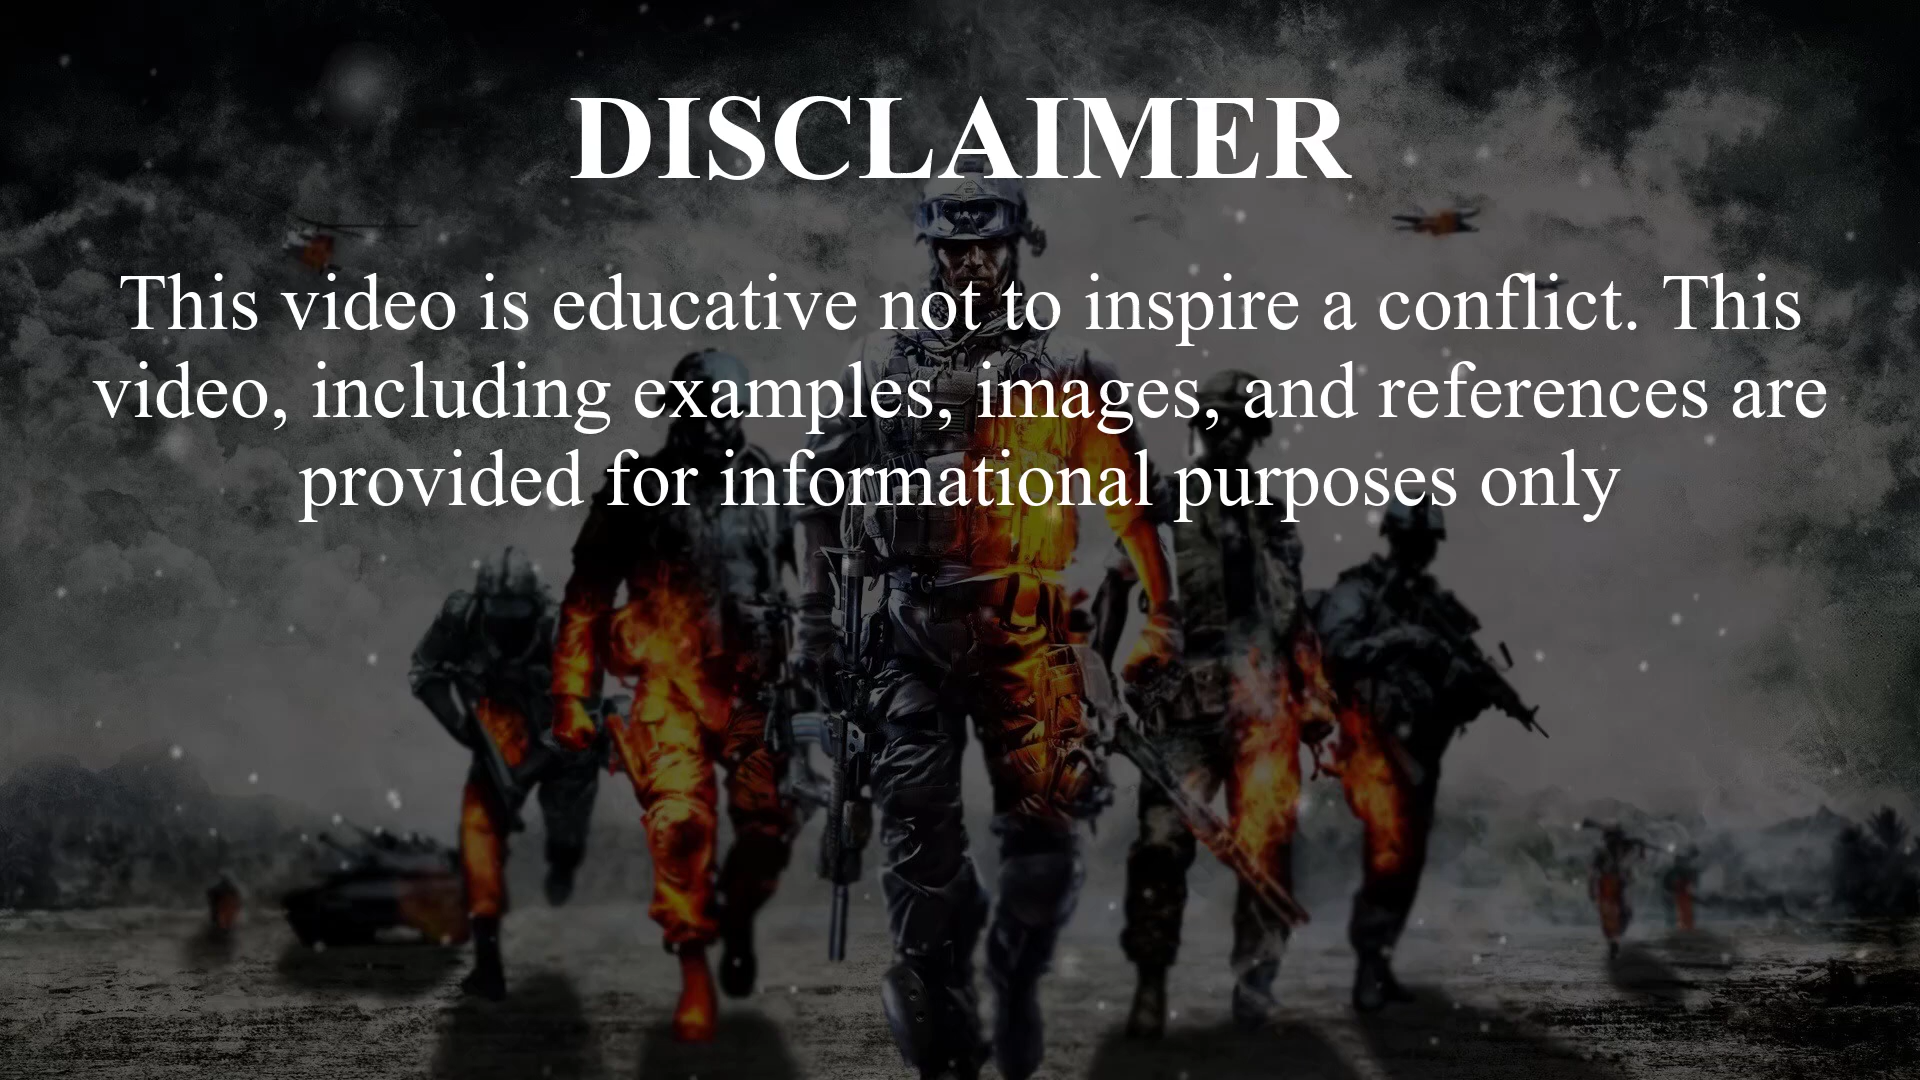 DISCLAIMER
This video is educative not to inspire a conflict. This
video, including examples, images, and references are
provided for informational purposes only